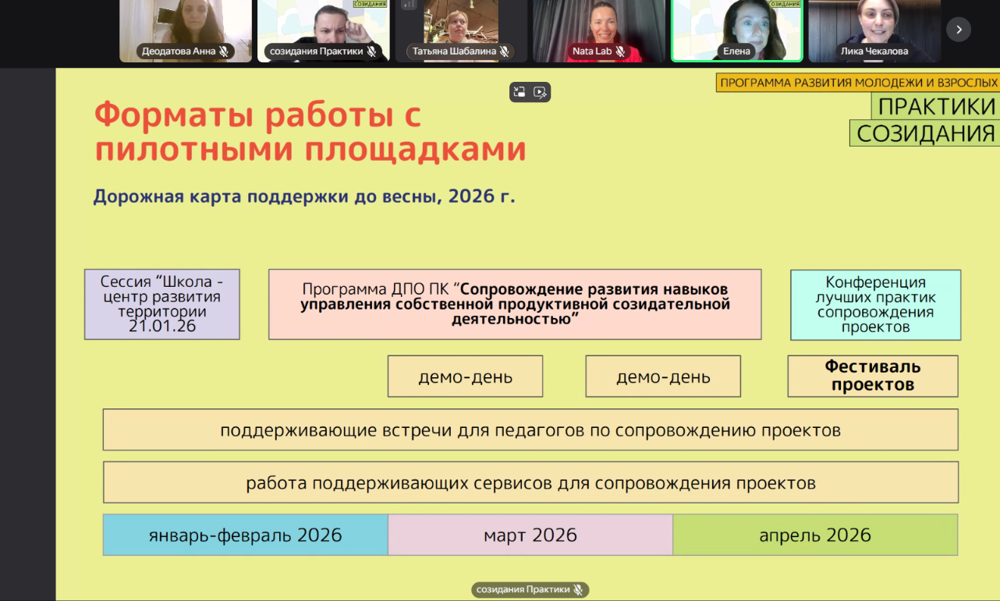 СОЗИДАНИЯ
СОЗИДАНИЯ
Деодатова Анна
созидания Практики
Татьяна Шабалина
Nata Lab
Елена
Лика Чекалова
ПРОГРАММА РАЗВИТИЯ МОЛОДЕЖИ И ВЗРОСЛЫХ
ПРАКТИКИ
СОЗИДАНИЯ
Форматы работы с
пилотными площадками
Дорожная карта поддержки до весны, 2026 г.
Сессия “Школа -
центр развития
территории
21.01.26
Программа ДПО ПК “Сопровождение развития навыков
управления собственной продуктивной созидательной
деятельностью”
Конференция
лучших практик
сопровождения
проектов
демо-день
демо-день
Фестиваль
проектов
поддерживающие встречи для педагогов по сопровождению проектов
работа поддерживающих сервисов для сопровождения проектов
январь-февраль 2026
март 2026
апрель 2026
созидания Практики